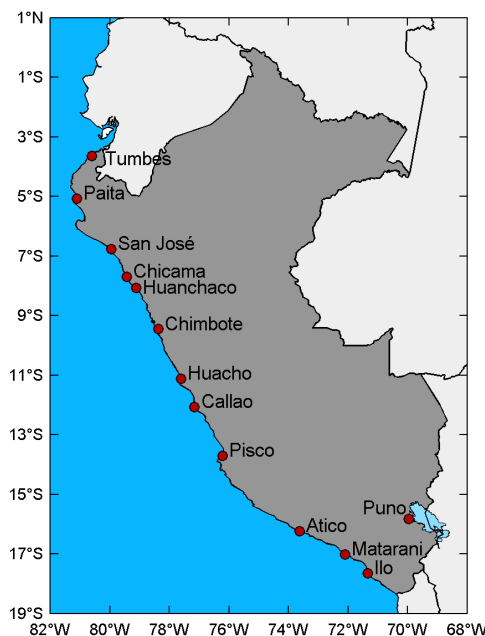 1°N
1°S
3°S
Tumbes
5°S
Paita
7°S
San José
Chicama
Huanchaco
9°S
Chimbote
11°S
Huacho
Callao
13°S
Pisco
15°S
Puno
Atico
17°S
Matarani
Ilo
19°S
82°W 80°W 78°W 76°W 74°W 72°W 70°W 68°W